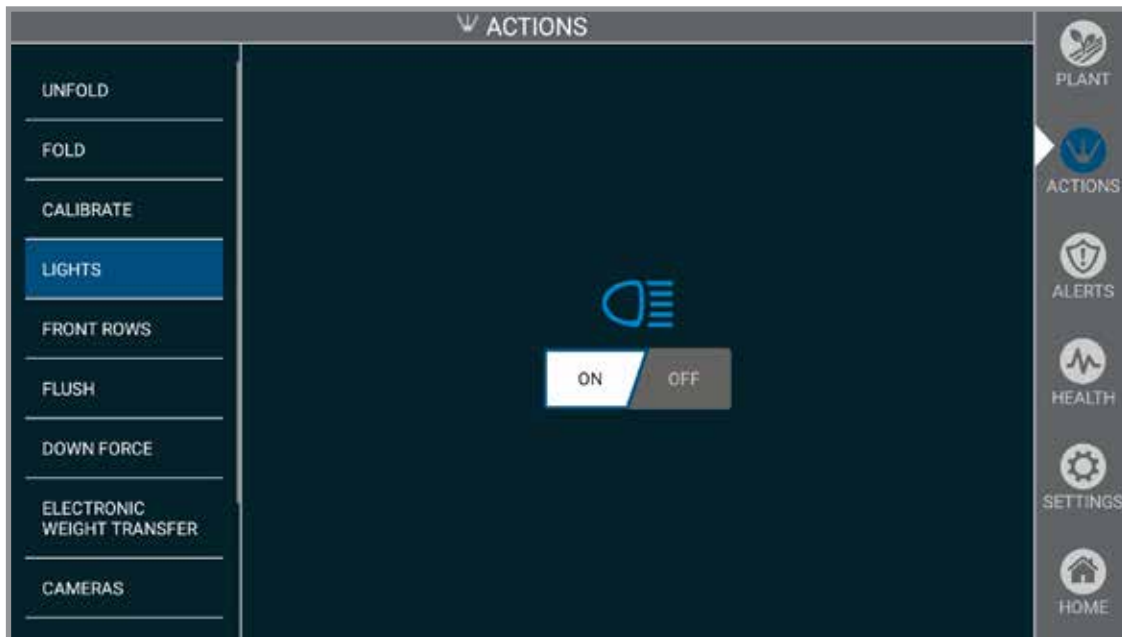 ACTIONS
UNFOLD
FOLD
CALIBRATE
LIGHTS
FRONT ROWS
FLUSH
DOWN FORCE
ELECTRONIC
WEIGHT TRANSFER
CAMERAS
ON
OFF
PLANT
ACTIONS
ALERTS
HEALTH
SETTINGS
HOME